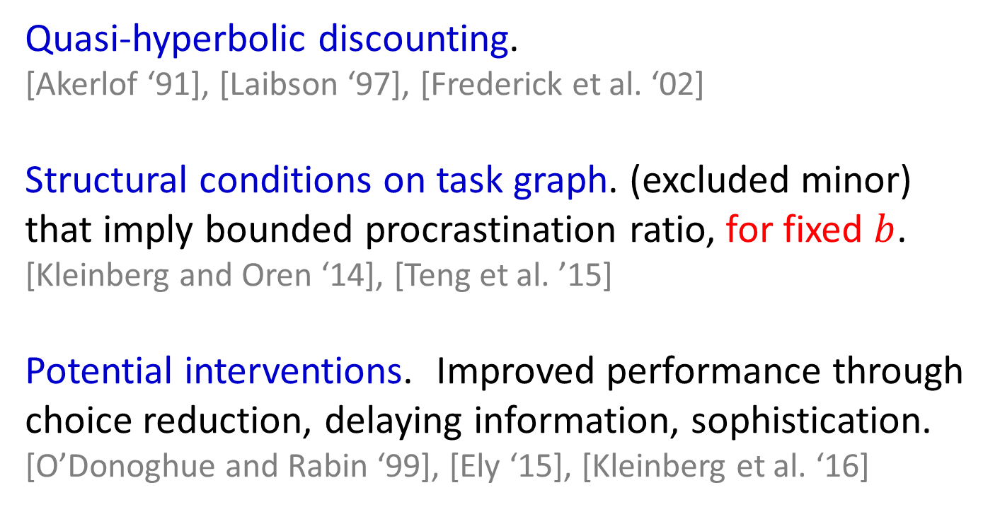 Quasi-hyperbolic discounting.
[Akerlof ‘91], [Laibson ‘97], [Frederick et al. ‘02]
Structural conditions on task graph. (excluded minor)
that imply bounded procrastination ratio, for fixed b.
[Kleinberg and Oren ‘14], [Teng et al. ’15]
Potential interventions. Improved performance through
choice reduction, delaying information, sophistication.
[O’Donoghue and Rabin ‘99], [Ely ‘15], [Kleinberg et al. ‘16]